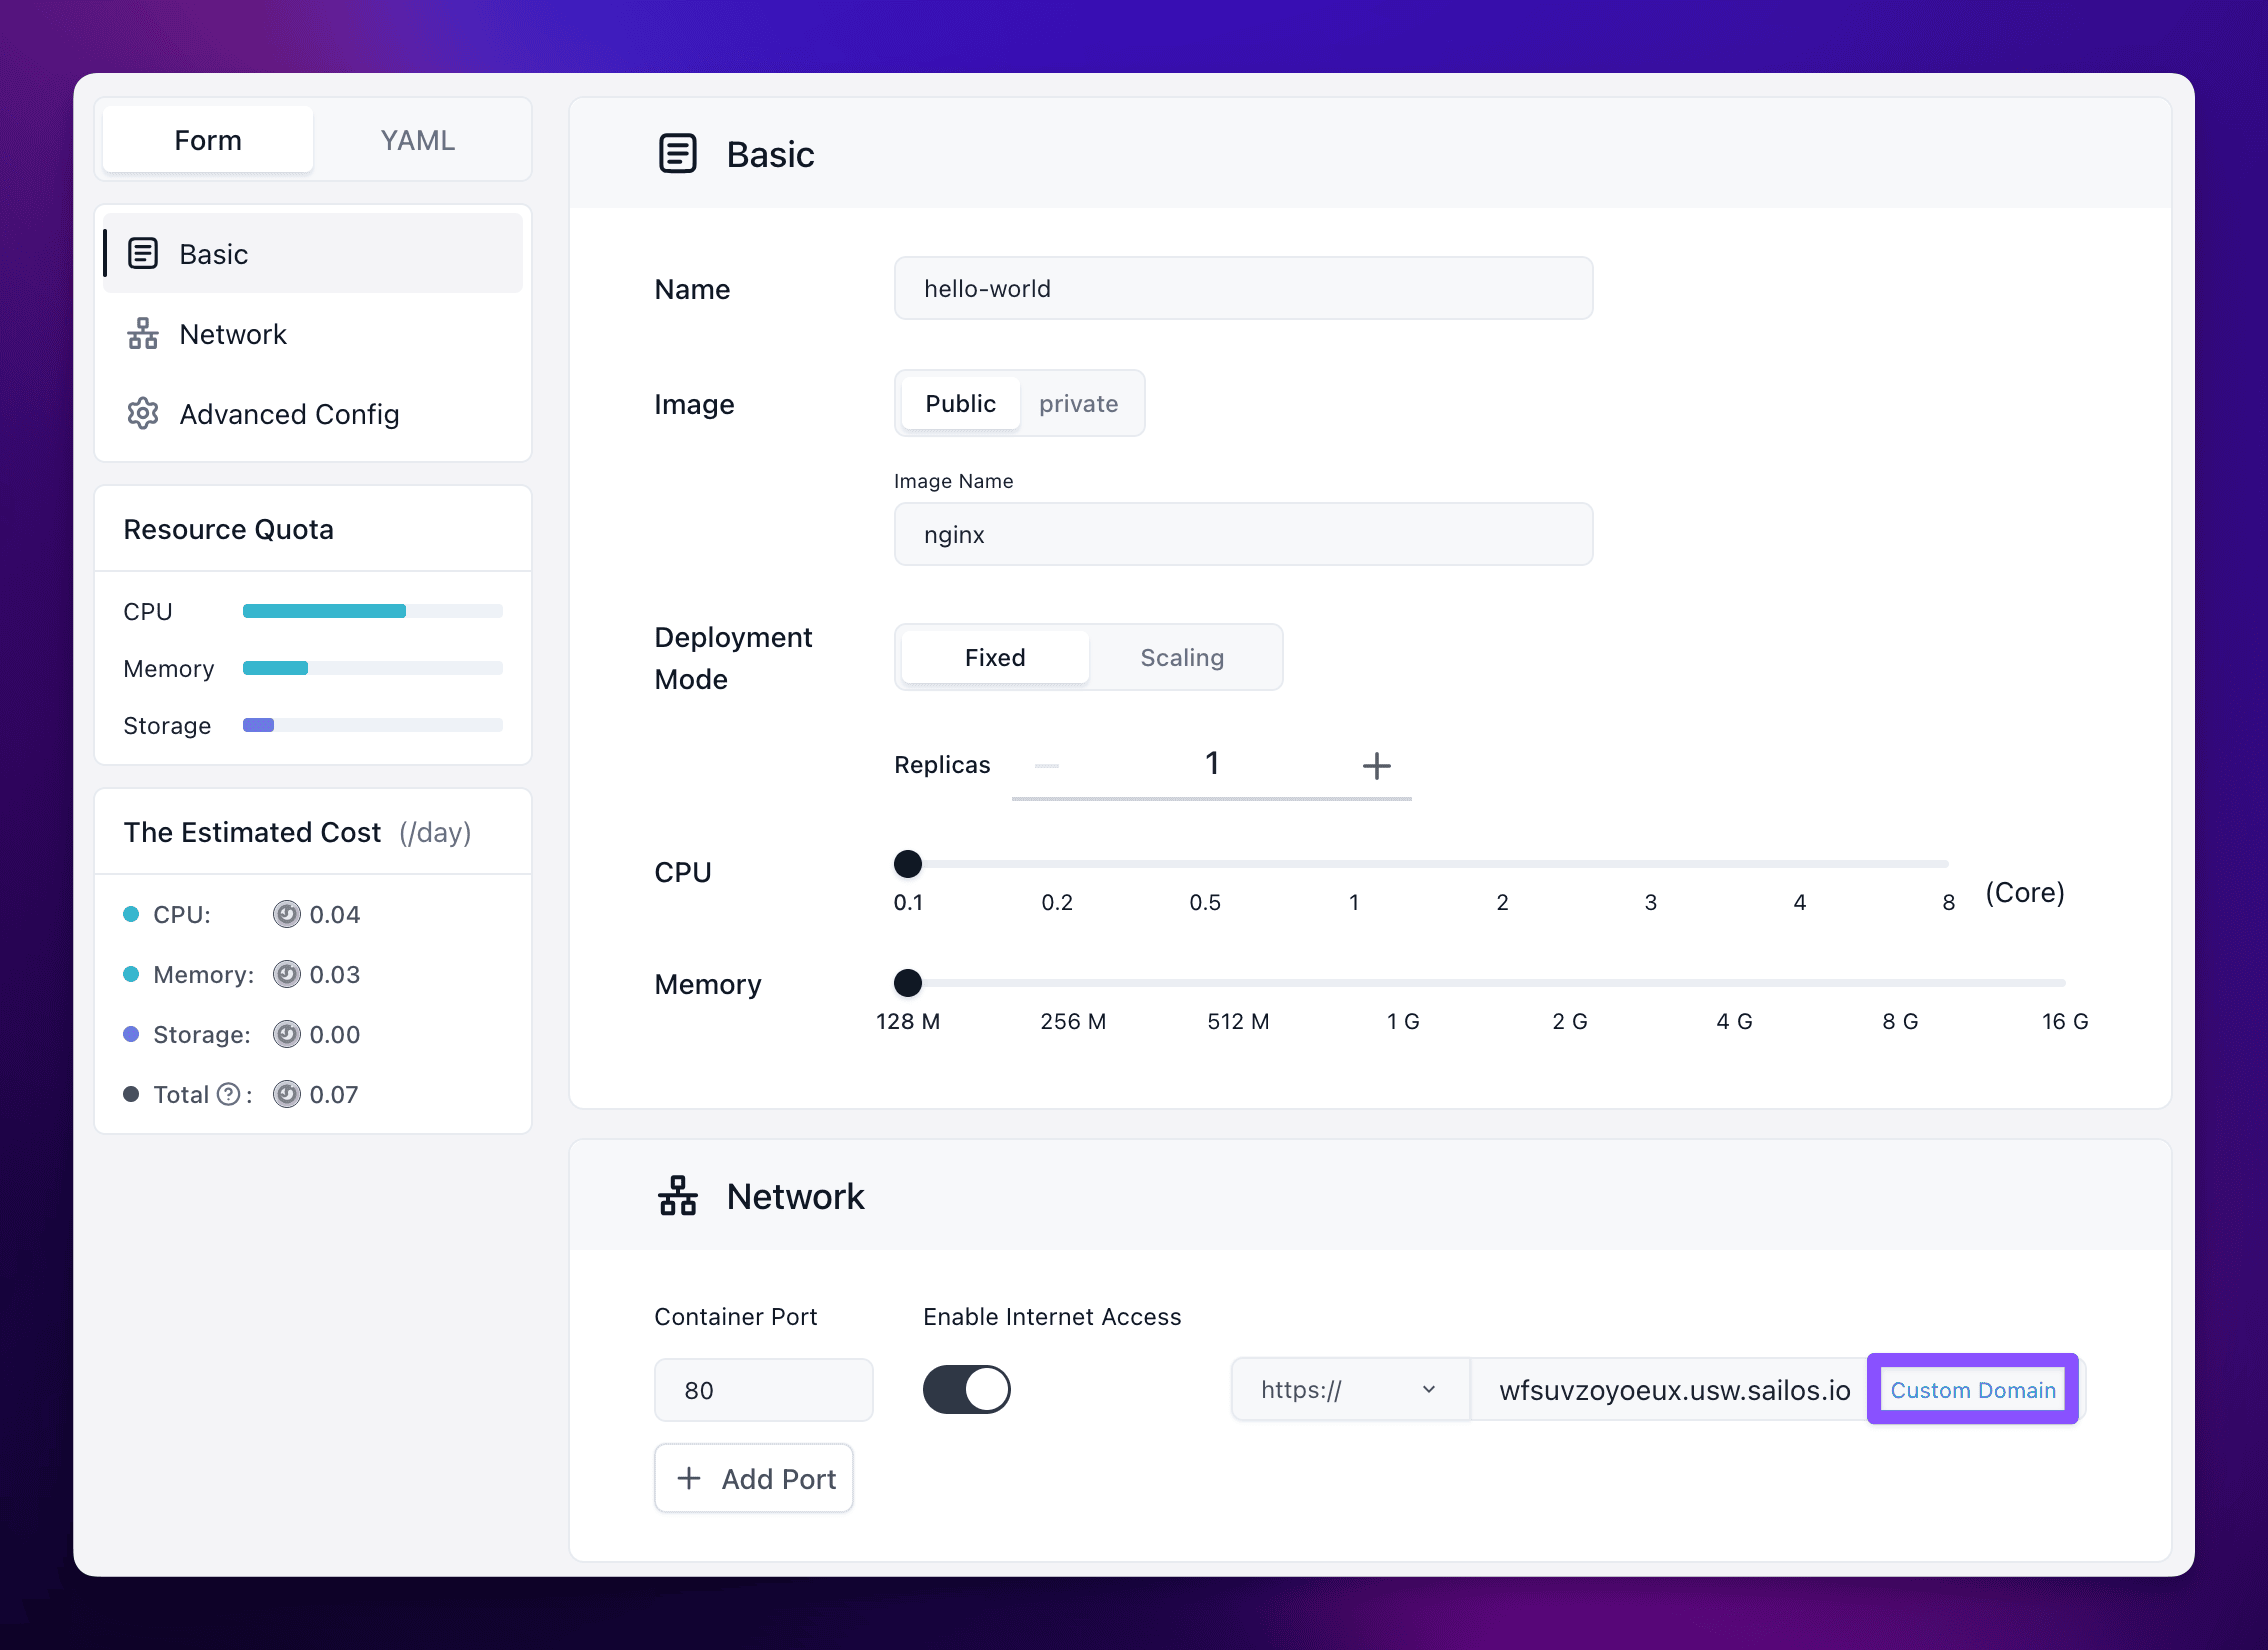 Form
YAML
Basic
Network
Advanced Config
Resource Quota
CPU
Memory
Storage
The Estimated Cost (/day)
CPU: 0.04
Memory: 0.03
Storage: 0.00
Total ? : 0.07
Basic
Name
hello-world
Image
Public
private
Image Name
nginx
Deployment
Mode
Fixed
Scaling
Replicas
1
CPU
0.1 0.2 0.5 1 2 3 4 8 (Core)
Memory
128 M 256 M 512 M 1 G 2 G 4 G 8 G 16 G
Network
Container Port
Enable Internet Access
80
https://
wfsuvzoyoeux.usw.sailos.io
Custom Domain
Add Port